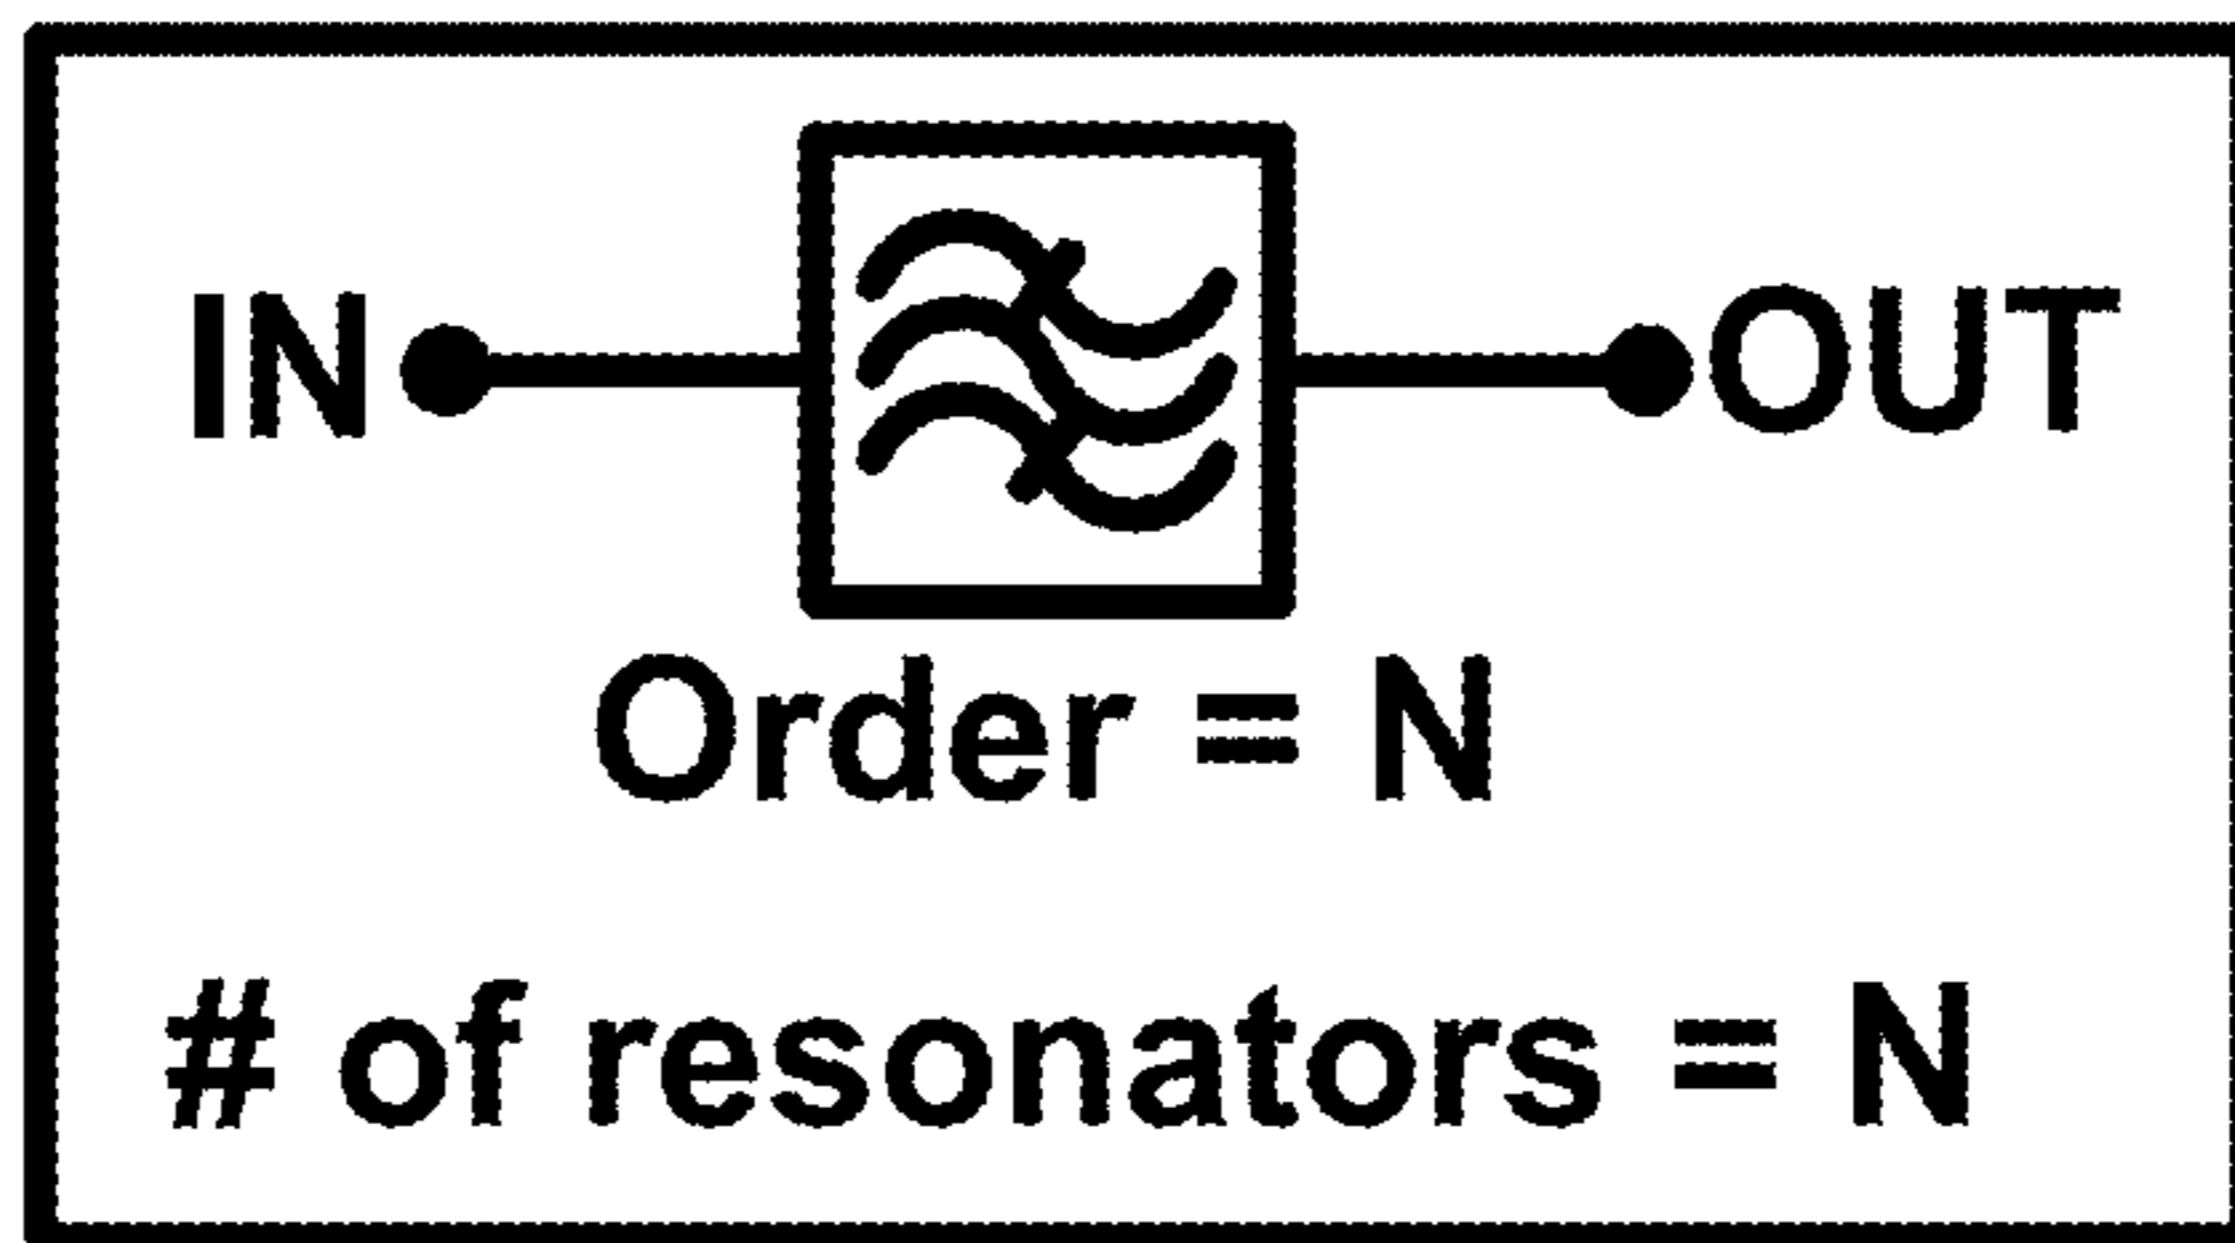 IN OUT
Order = N
# of resonators = N